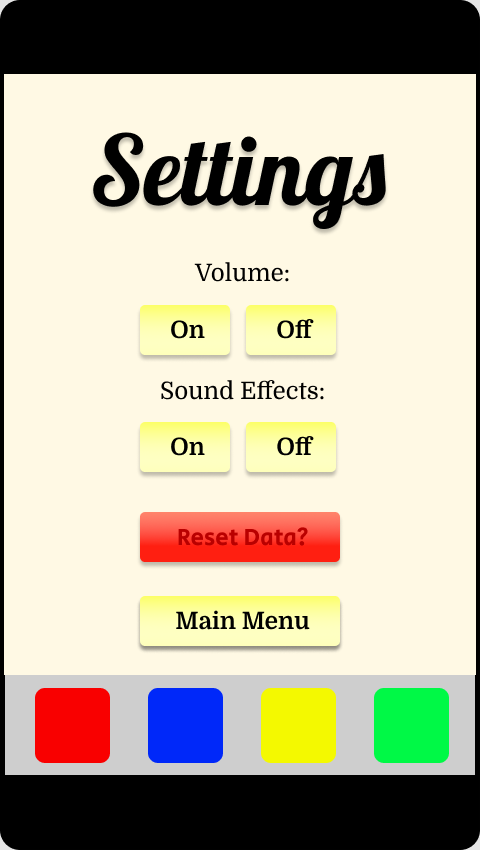 Settings
Volume:
On Off
Sound Effects:
On Off
Reset Data?
Main Menu